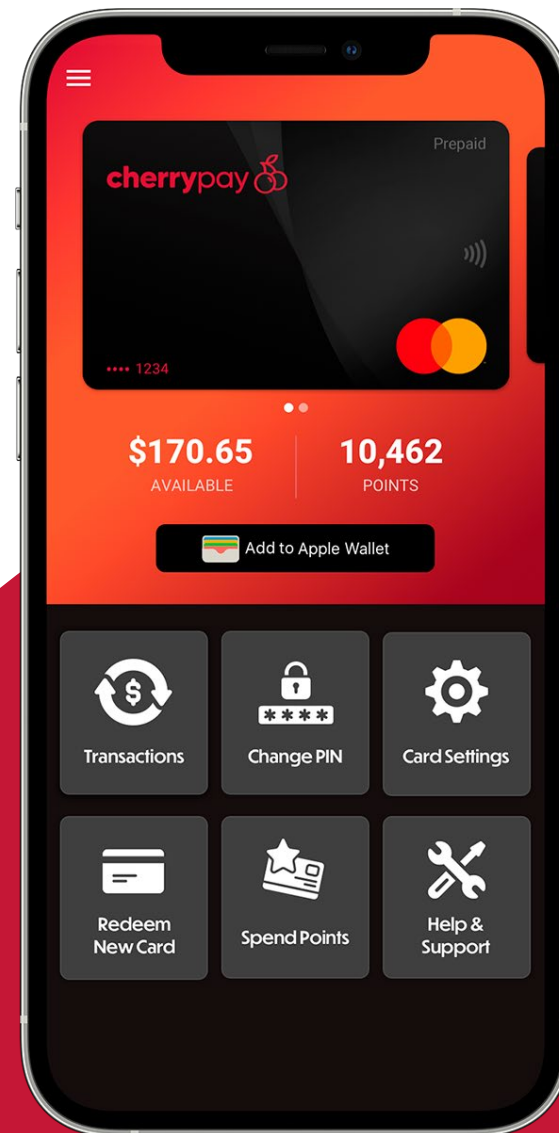 Prepaid
cherrypay
•••• 1234
$170.65
AVAILABLE
10,462
POINTS
Add to Apple Wallet
$
Transactions
****
Change PIN
Card Settings
Redeem
New Card
Spend Points
Help &
Support